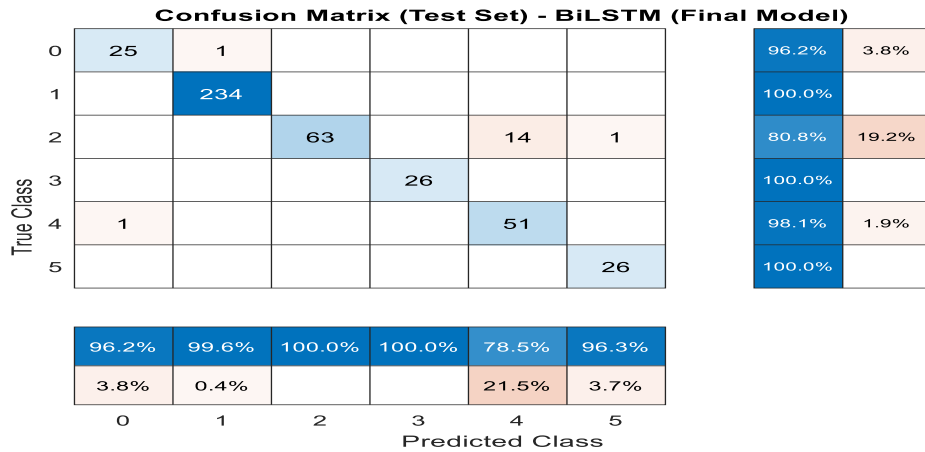 Confusion Matrix (Test Set) - BiLSTM (Final Model)
0 25 1 96.2% 3.8%
1 234 100.0%
2 63 14 1 80.8% 19.2%
3 26 100.0%
4 1 51 98.1% 1.9%
5 26 100.0%
True Class
96.2% 99.6% 100.0% 100.0% 78.5% 96.3%
3.8% 0.4% 21.5% 3.7%
0 1 2 3 4 5
Predicted Class